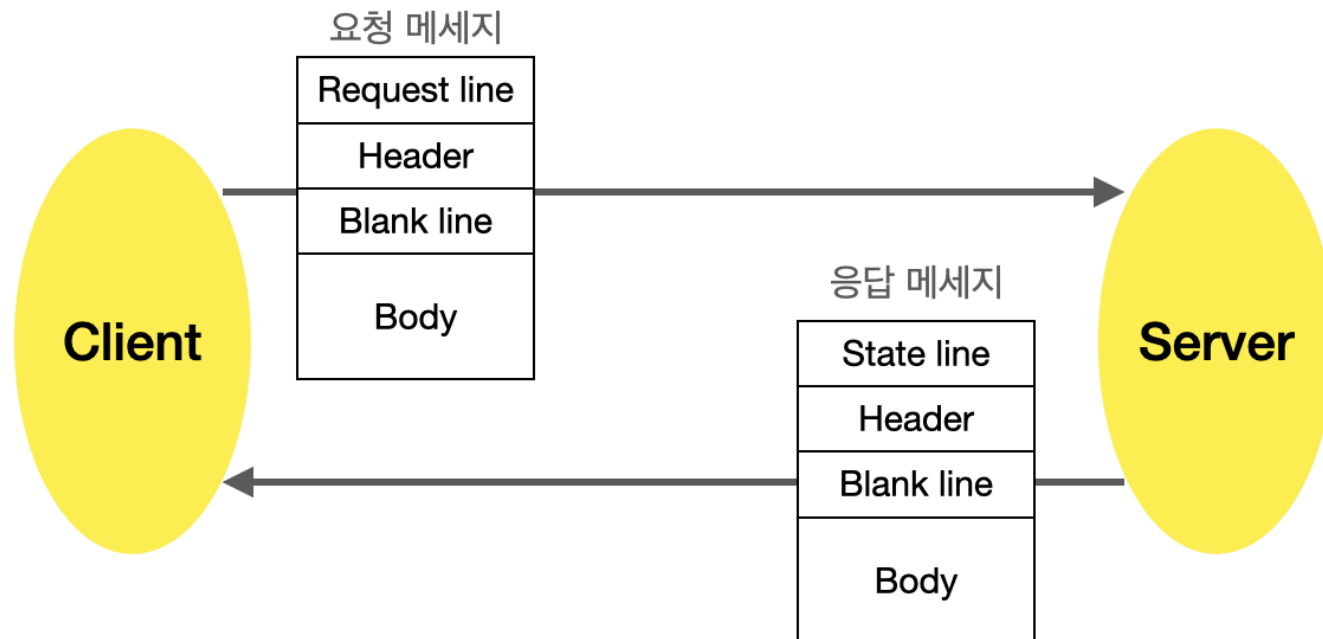 요청 메세지
Request line
Header
Blank line
Body
Client
응답 메세지
State line
Header
Blank line
Body
Server